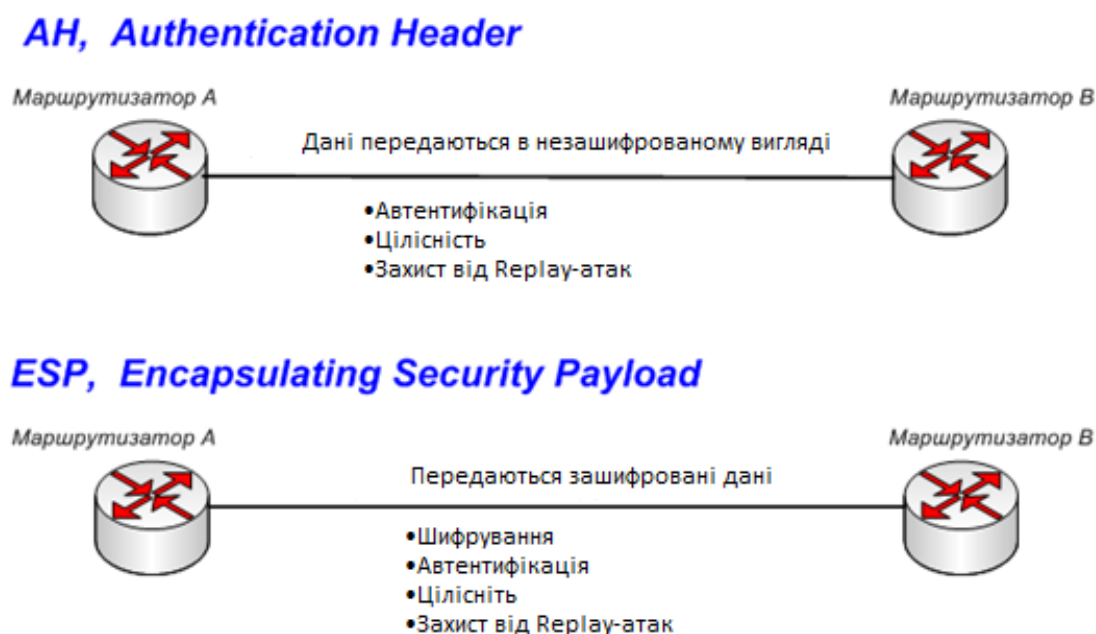 AH, Authentication Header
Маршрутизатор А
Маршрутизатор В
Дані передаються в незашифрованому вигляді
•Автентифікація
•Цілісність
•Захист від Replay-атак
ESP, Encapsulating Security Payload
Маршрутизатор А
Маршрутизатор В
Передаються зашифровані дані
•Шифрування
•Автентифікація
•Цілісніть
•Захист від Replay-атак